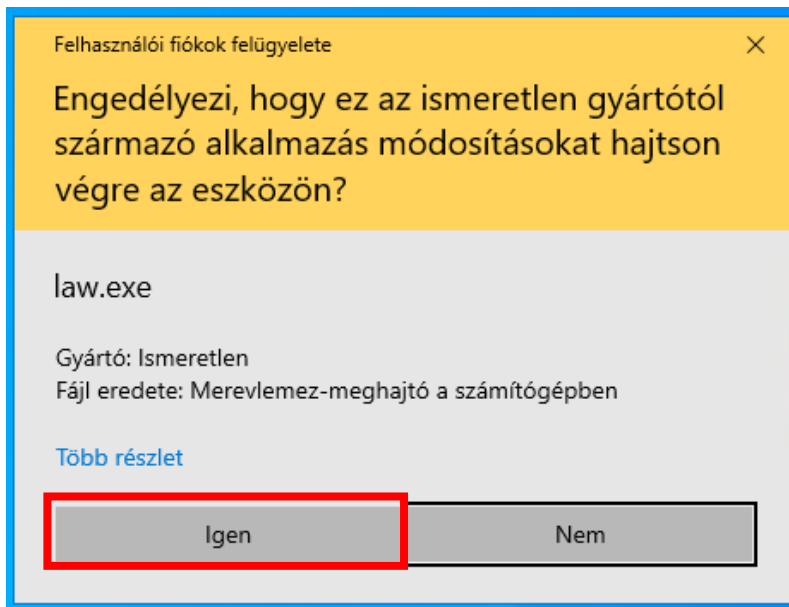 Felhasználói fiókok felügyelete
Engedélyezi, hogy ez az ismeretlen gyártótól
származó alkalmazás módosításokat hajtson
végre az eszközön?
law.exe
Gyártó: Ismeretlen
Fájl eredete: Merevlemez-meghajtó a számítógépben
Több részlet
Igen
Nem